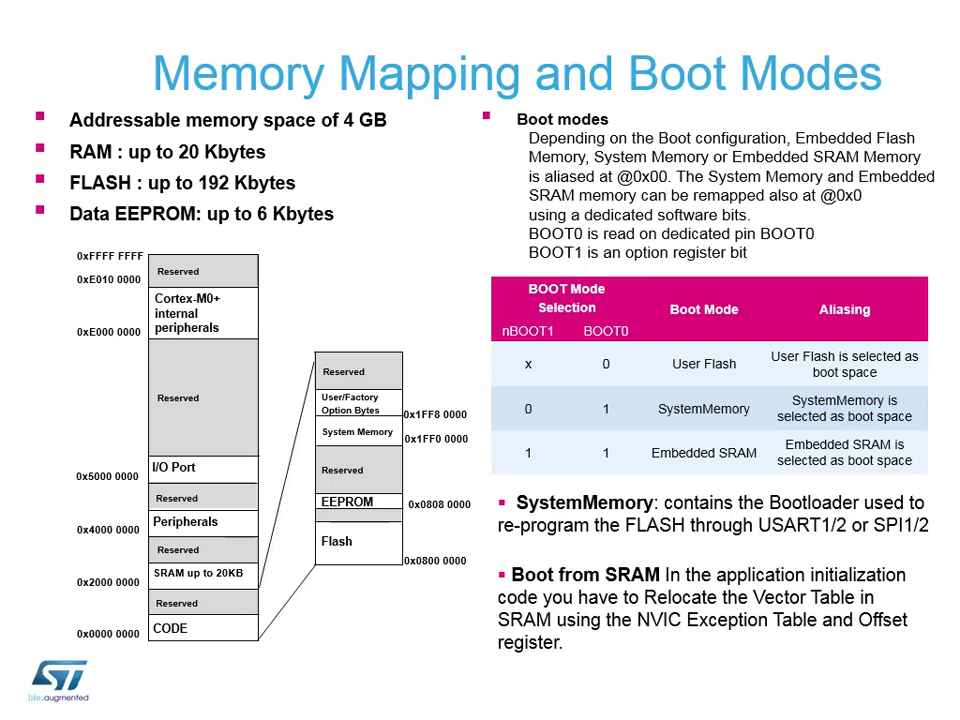 Memory Mapping and Boot Modes
Addressable memory space of 4 GB
RAM : up to 20 Kbytes
FLASH : up to 192 Kbytes
Data EEPROM: up to 6 Kbytes
0xFFFF FFFF
Reserved
0xE010 0000
Cortex-M0+
internal
peripherals
0xE000 0000
Reserved
I/O Port
0x5000 0000
Reserved
Peripherals
0x4000 0000
Reserved
SRAM up to 20KB
0x2000 0000
Reserved
CODE
0x0000 0000
Reserved
User/Factory
Option Bytes
0x1FF8 0000
System Memory
0x1FF0 0000
Reserved
EEPROM
0x0808 0000
Flash
0x0800 0000
Boot modes
Depending on the Boot configuration, Embedded Flash
Memory, System Memory or Embedded SRAM Memory
is aliased at @0x00. The System Memory and Embedded
SRAM memory can be remapped also at @0x0
using a dedicated software bits.
BOOT0 is read on dedicated pin BOOT0
BOOT1 is an option register bit
BOOT Mode
Selection
Boot Mode
Aliasing
nBOOT1 BOOT0
x 0 User Flash User Flash is selected as
boot space
0 1 SystemMemory SystemMemory is
selected as boot space
1 1 Embedded SRAM Embedded SRAM is
selected as boot space
SystemMemory: contains the Bootloader used to
re-program the FLASH through USART1/2 or SPI1/2
Boot from SRAM In the application initialization
code you have to Relocate the Vector Table in
SRAM using the NVIC Exception Table and Offset
register.
ST
life.augmented